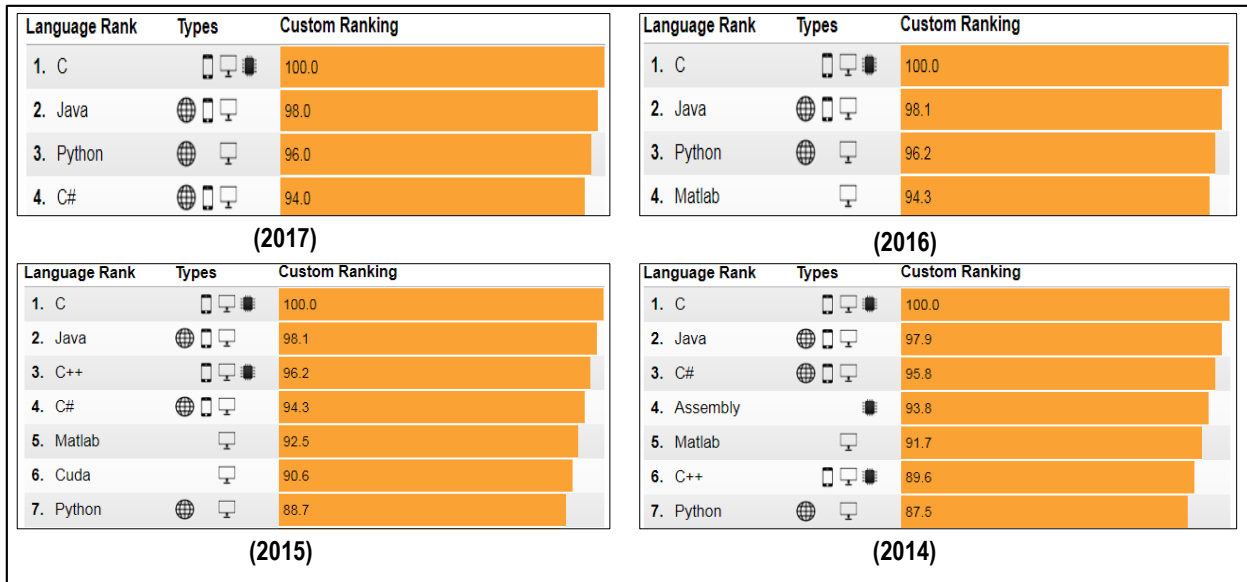 Language Rank Types Custom Ranking
1. C 100.0
2. Java 98.0
3. Python 96.0
4. C# 94.0
(2017)
Language Rank Types Custom Ranking
1. C 100.0
2. Java 98.1
3. Python 96.2
4. Matlab 94.3
(2016)
Language Rank Types Custom Ranking
1. C 100.0
2. Java 98.1
3. C++ 96.2
4. C# 94.3
5. Matlab 92.5
6. Cuda 90.6
7. Python 88.7
(2015)
Language Rank Types Custom Ranking
1. C 100.0
2. Java 97.9
3. C# 95.8
4. Assembly 93.8
5. Matlab 91.7
6. C++ 89.6
7. Python 87.5
(2014)